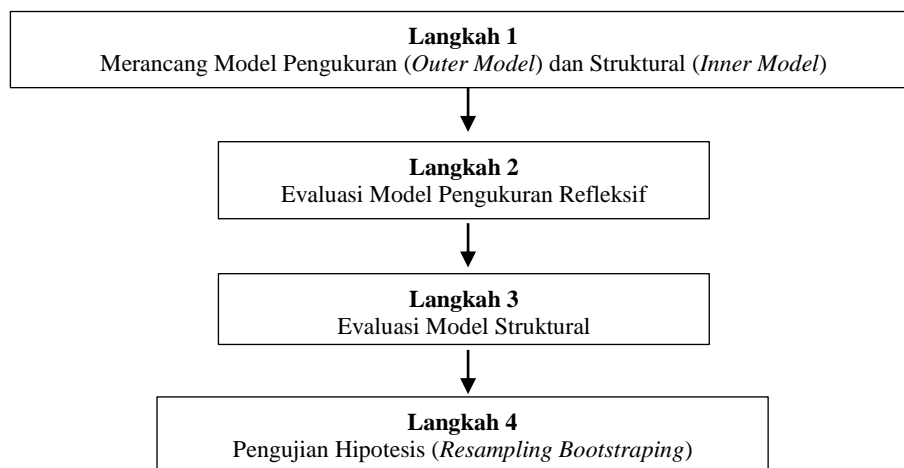 Langkah 1
Merancang Model Pengukuran (Outer Model) dan Struktural (Inner Model)
Langkah 2
Evaluasi Model Pengukuran Refleksif
Langkah 3
Evaluasi Model Struktural
Langkah 4
Pengujian Hipotesis (Resampling Bootstraping)